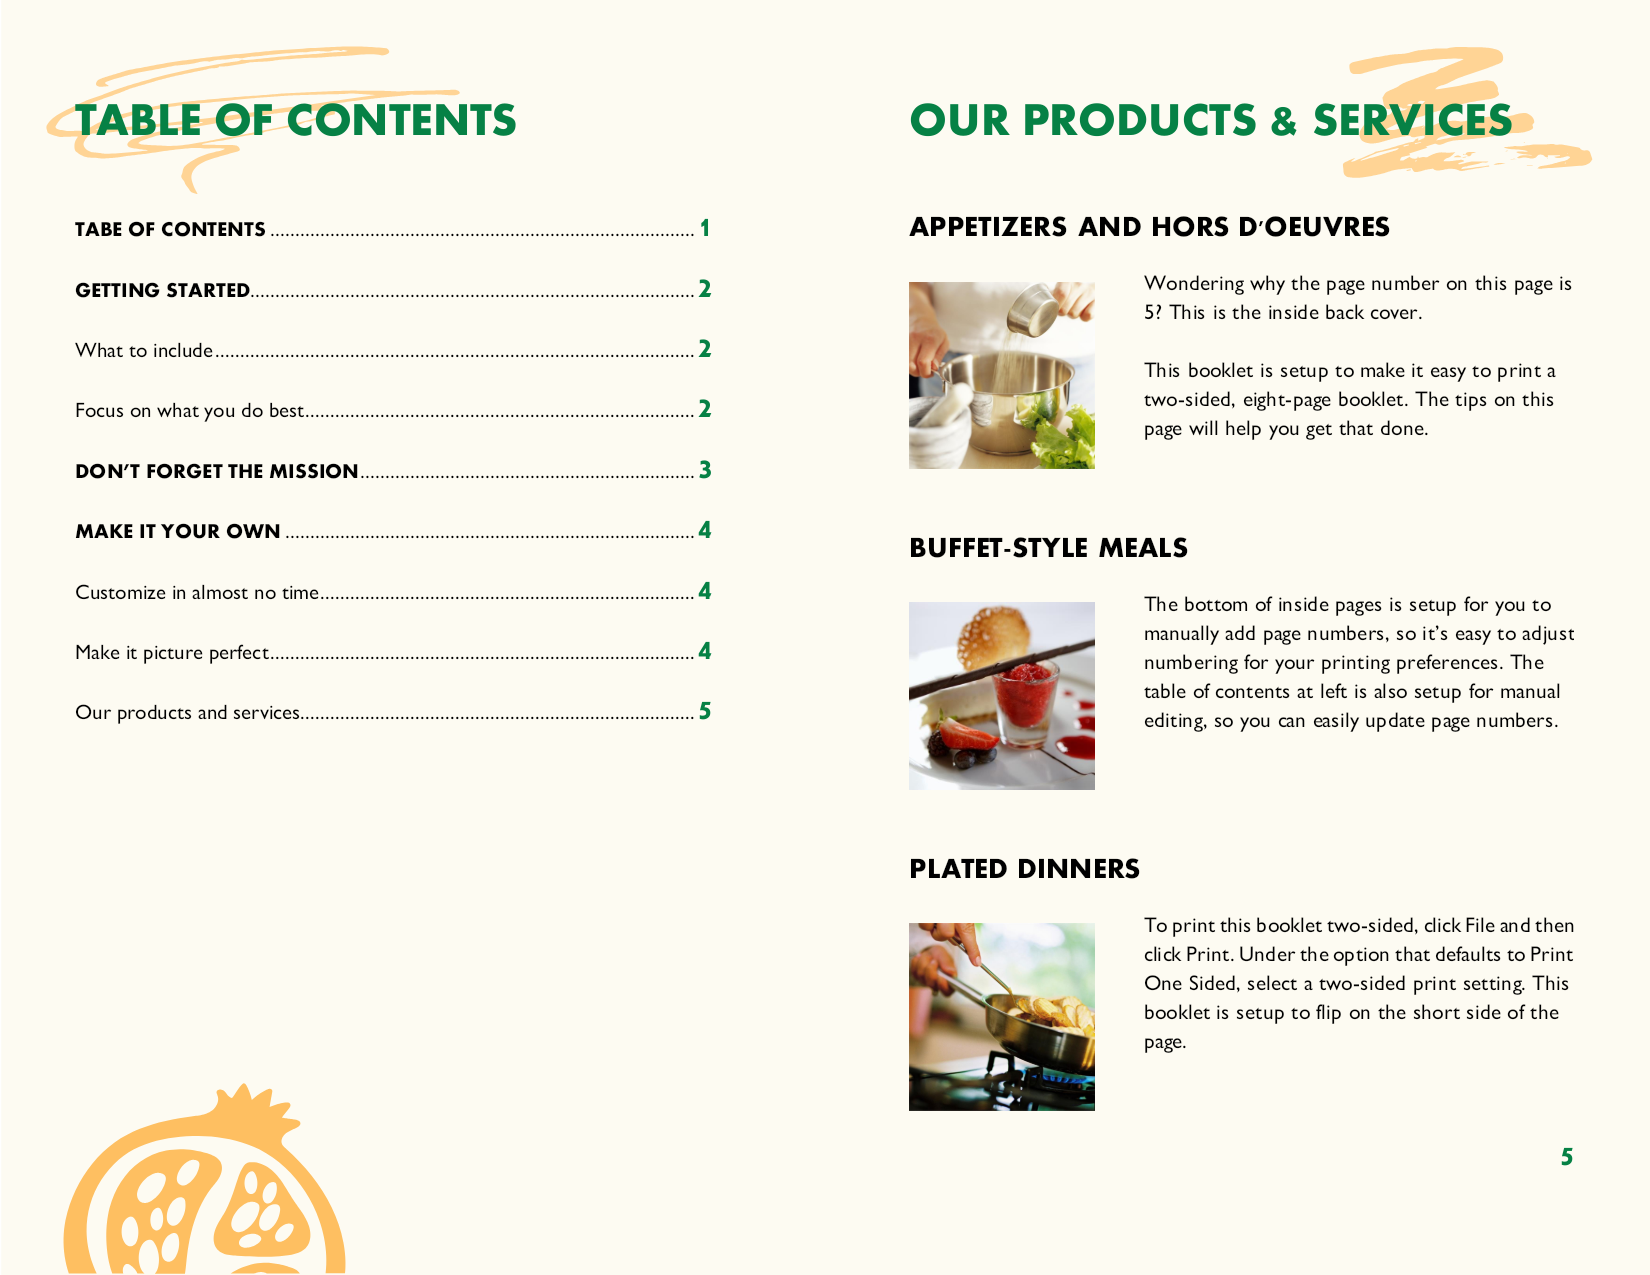 TABLE OF CONTENTS
TABE OF CONTENTS ..................................................................................... 1
GETTING STARTED......................................................................................... 2
What to include................................................................................................ 2
Focus on what you do best.............................................................................. 2
DON’T FORGET THE MISSION................................................................... 3
MAKE IT YOUR OWN .................................................................................. 4
Customize in almost no time........................................................................... 4
Make it picture perfect..................................................................................... 4
Our products and services............................................................................... 5
OUR PRODUCTS & SERVICES
APPETIZERS AND HORS D’OEUVRES
Wondering why the page number on this page is
5? This is the inside back cover.
This booklet is setup to make it easy to print a
two-sided, eight-page booklet. The tips on this
page will help you get that done.
BUFFET-STYLE MEALS
The bottom of inside pages is setup for you to
manually add page numbers, so it’s easy to adjust
numbering for your printing preferences. The
table of contents at left is also setup for manual
editing, so you can easily update page numbers.
PLATED DINNERS
To print this booklet two-sided, click File and then
click Print. Under the option that defaults to Print
One Sided, select a two-sided print setting. This
booklet is setup to flip on the short side of the
page.
5